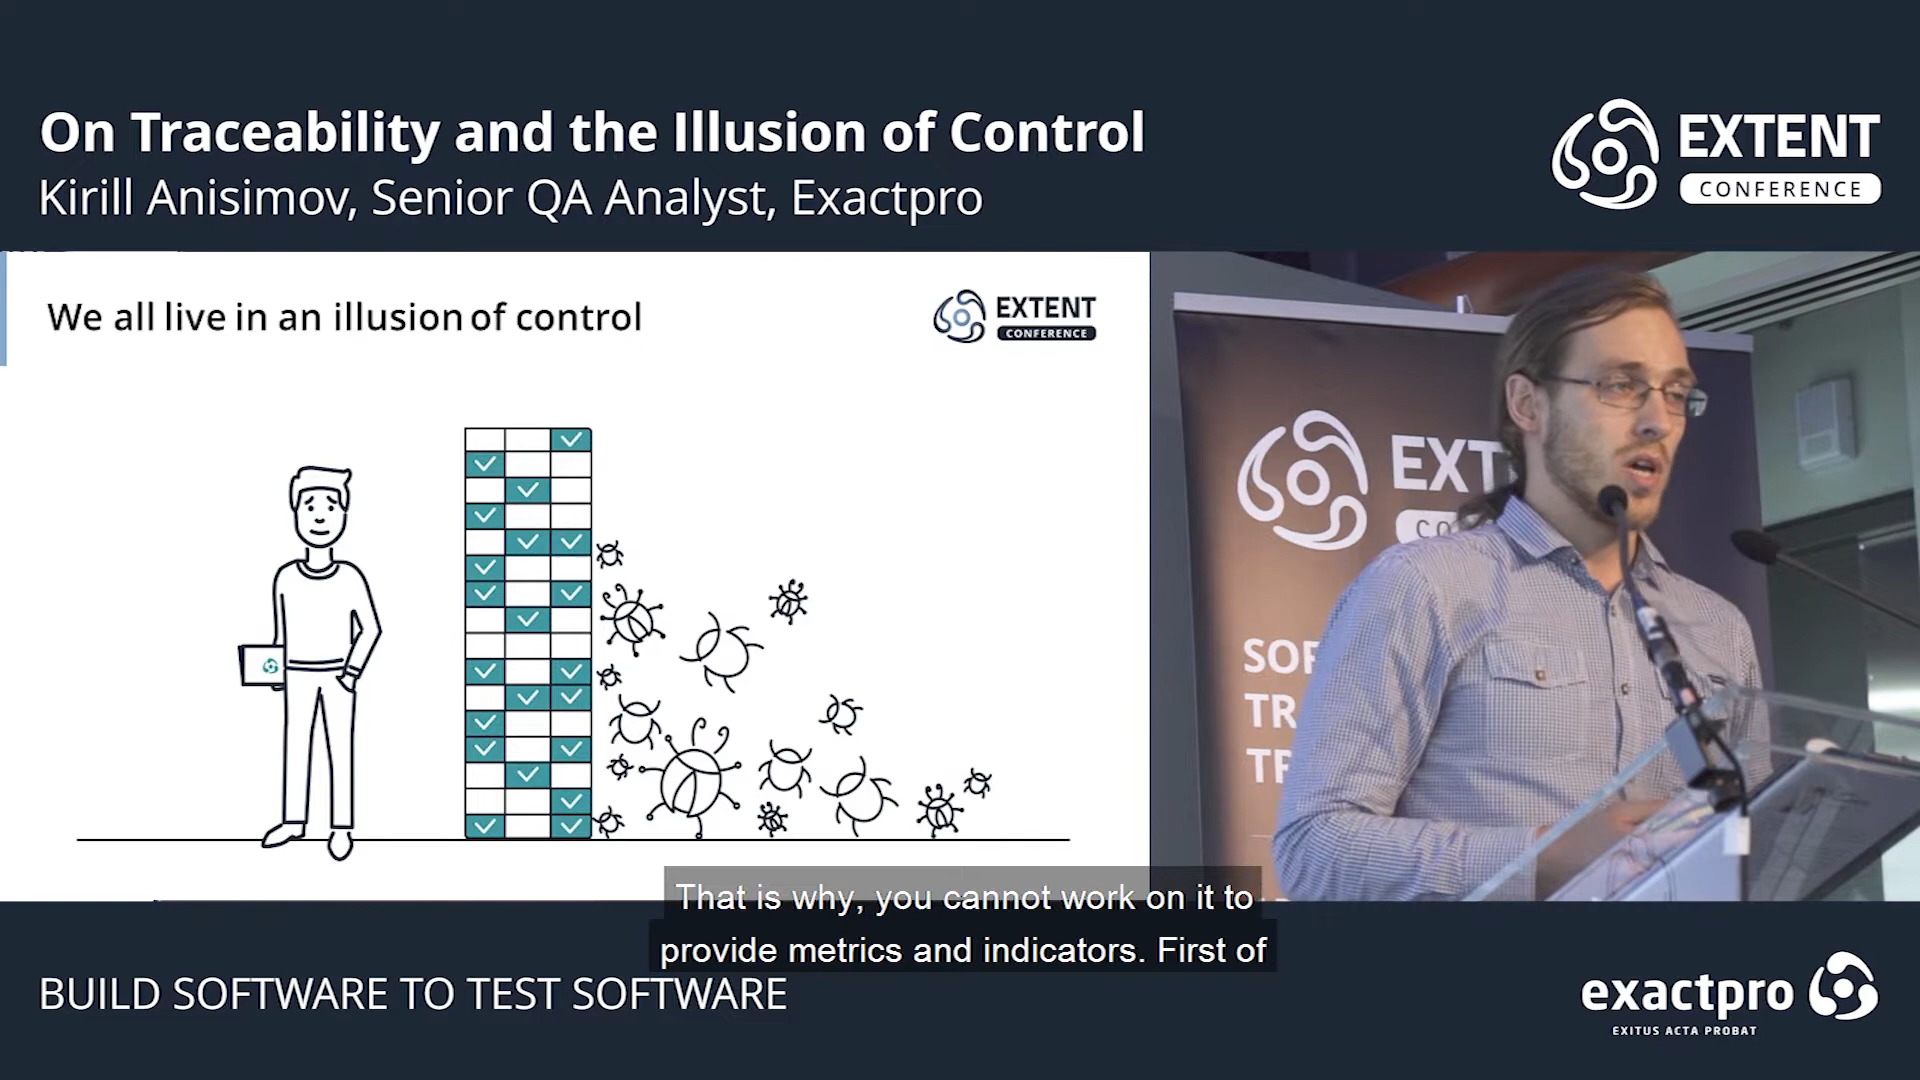 On Traceability and the Illusion of Control
Kirill Anisimov, Senior QA Analyst, Exactpro
EXTENT
CONFERENCE
We all live in an illusion of control
EXTENT
CONFERENCE
EXT
CO
SOF
TR
TE
That is why, you cannot work on it to
provide metrics and indicators. First of
BUILD SOFTWARE TO TEST SOFTWARE
exactpro
EXITUS ACTA PROBAT